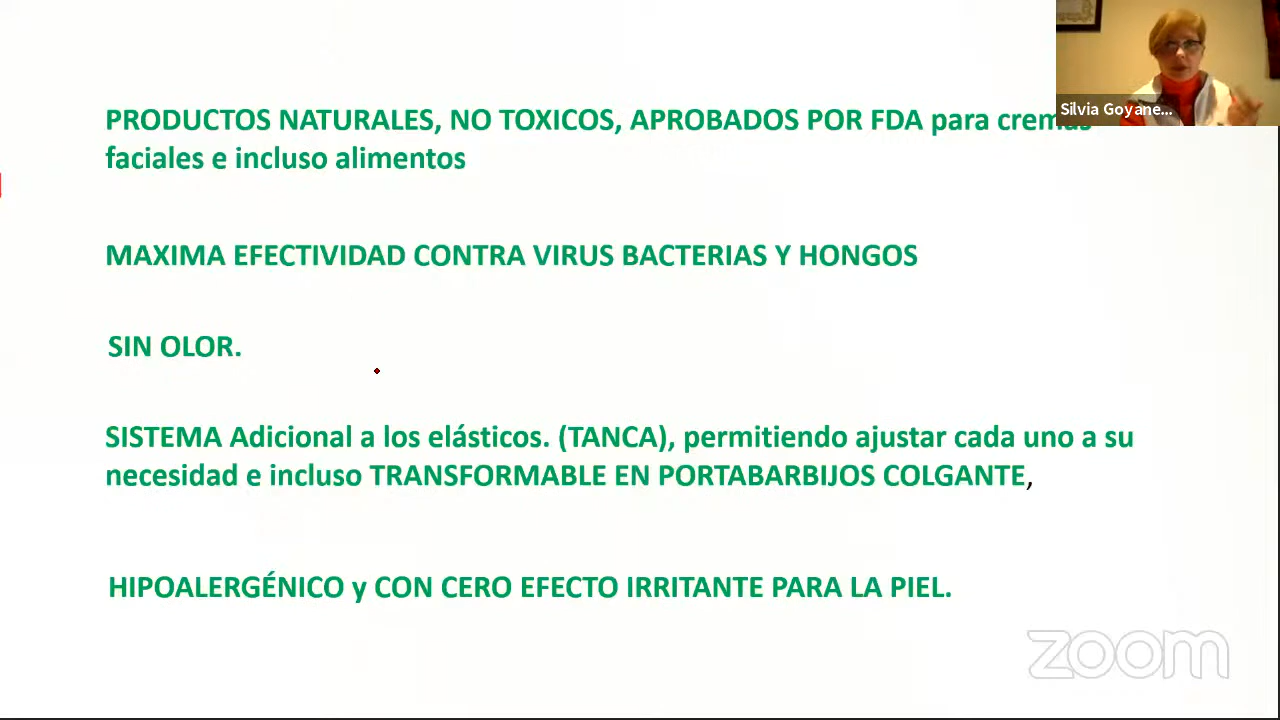 PRODUCTOS NATURALES, NO TOXICOS, APROBADOS POR FDA para cremas
faciales e incluso alimentos
Silvia Goyane...
MAXIMA EFECTIVIDAD CONTRA VIRUS BACTERIAS Y HONGOS
SIN OLOR.
SISTEMA Adicional a los elásticos. (TANCA), permitiendo ajustar cada uno a su
necesidad e incluso TRANSFORMABLE EN PORTABARBIJOS COLGANTE,
HIPOALERGÉNICO y CON CERO EFECTO IRRITANTE PARA LA PIEL.
zoom